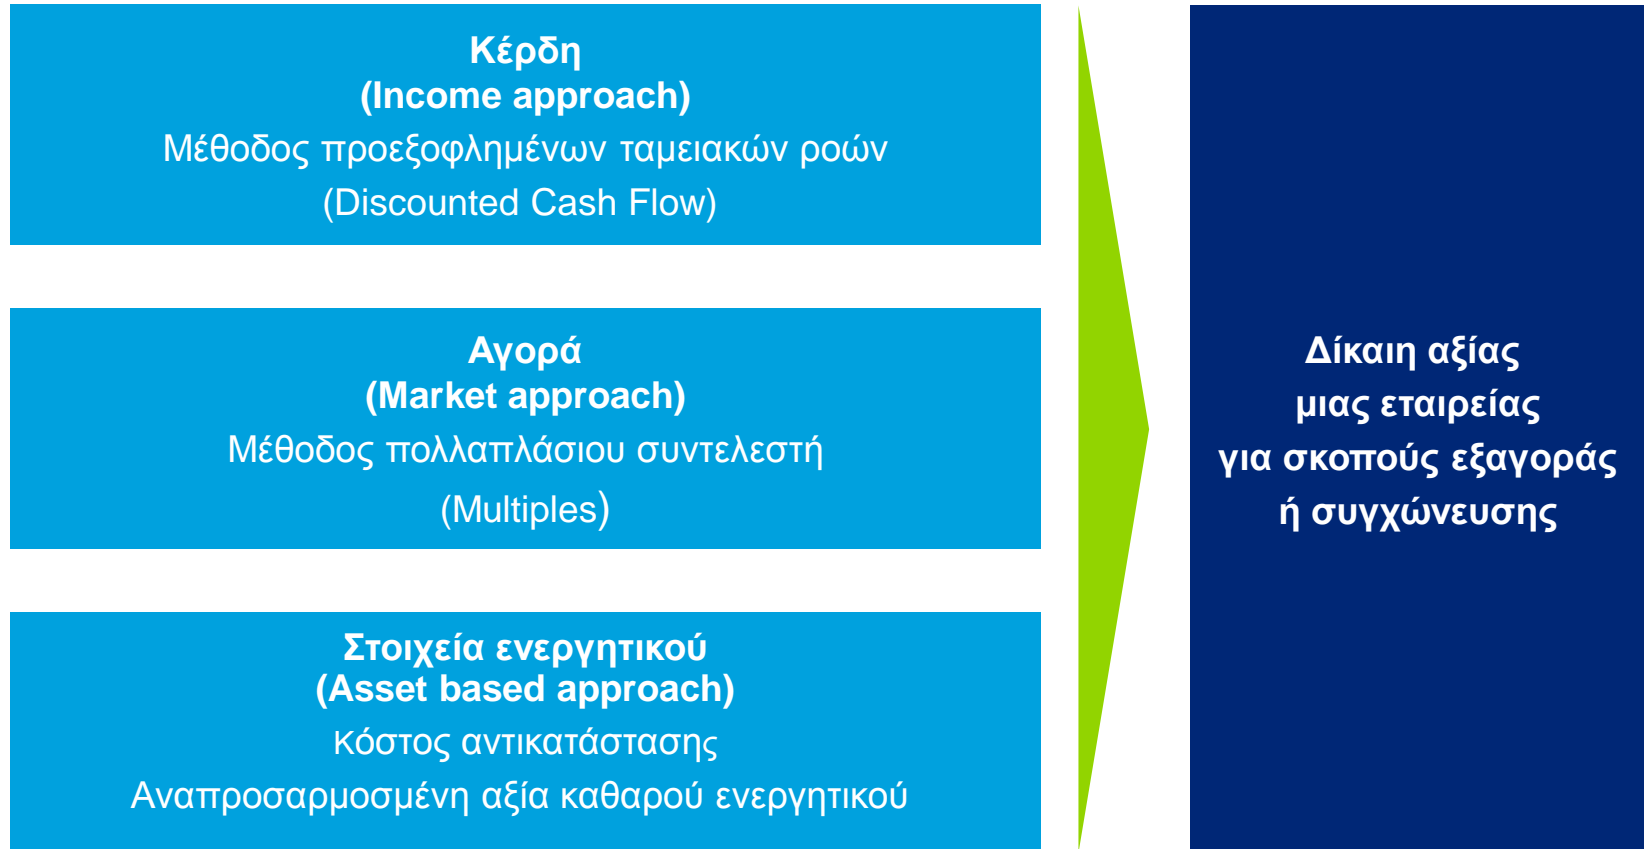 Κέρδη
(Income approach)
Μέθοδος προεξοφλημένων ταμειακών ροών
(Discounted Cash Flow)
Αγορά
(Market approach)
Μέθοδος πολλαπλάσιου συντελεστή
(Multiples)
Στοιχεία ενεργητικού
(Asset based approach)
Κόστος αντικατάστασης
Αναπροσαρμοσμένη αξία καθαρού ενεργητικού
Δίκαιη αξίας
μιας εταιρείας
για σκοπούς εξαγοράς
ή συγχώνευσης